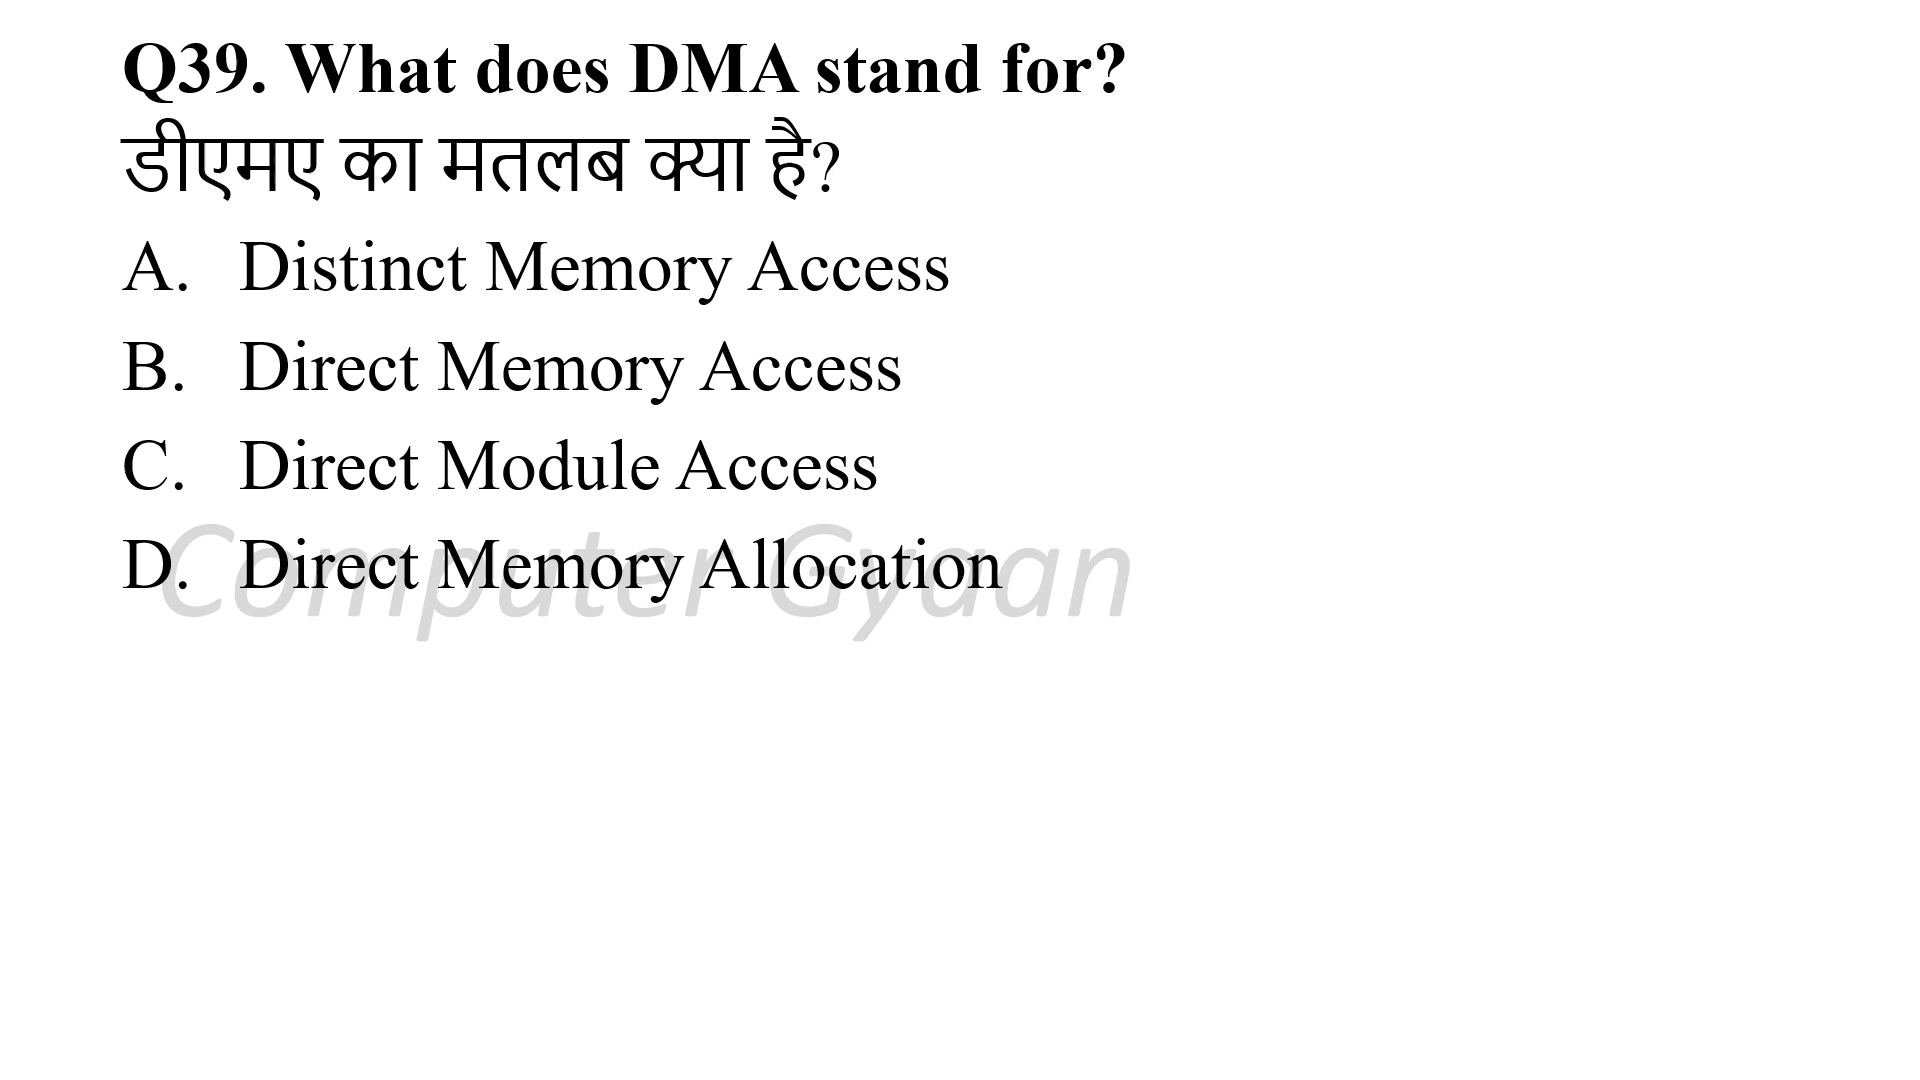 Q39. What does DMA stand for?
डीएमए का मतलब क्या है?
A. Distinct Memory Access
B. Direct Memory Access
C. Direct Module Access
D. Direct Memory Allocation
Computer Gyaan